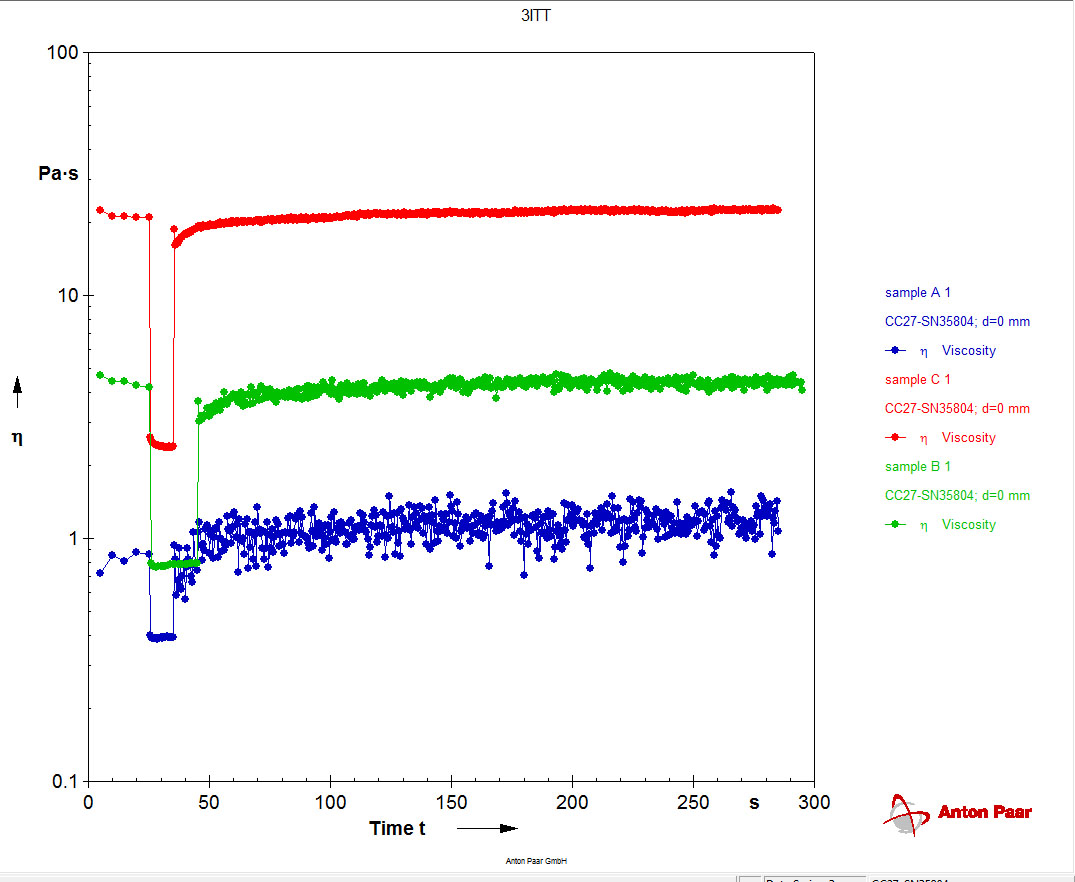 3ITT
100
Pa·s
10
η
1
0.1
0 50 100 150 200 250 s 300
Time t
sample A 1
CC27-SN35804; d=0 mm
η Viscosity
sample C 1
CC27-SN35804; d=0 mm
η Viscosity
sample B 1
CC27-SN35804; d=0 mm
η Viscosity
Anton Paar
Anton Paar GmbH